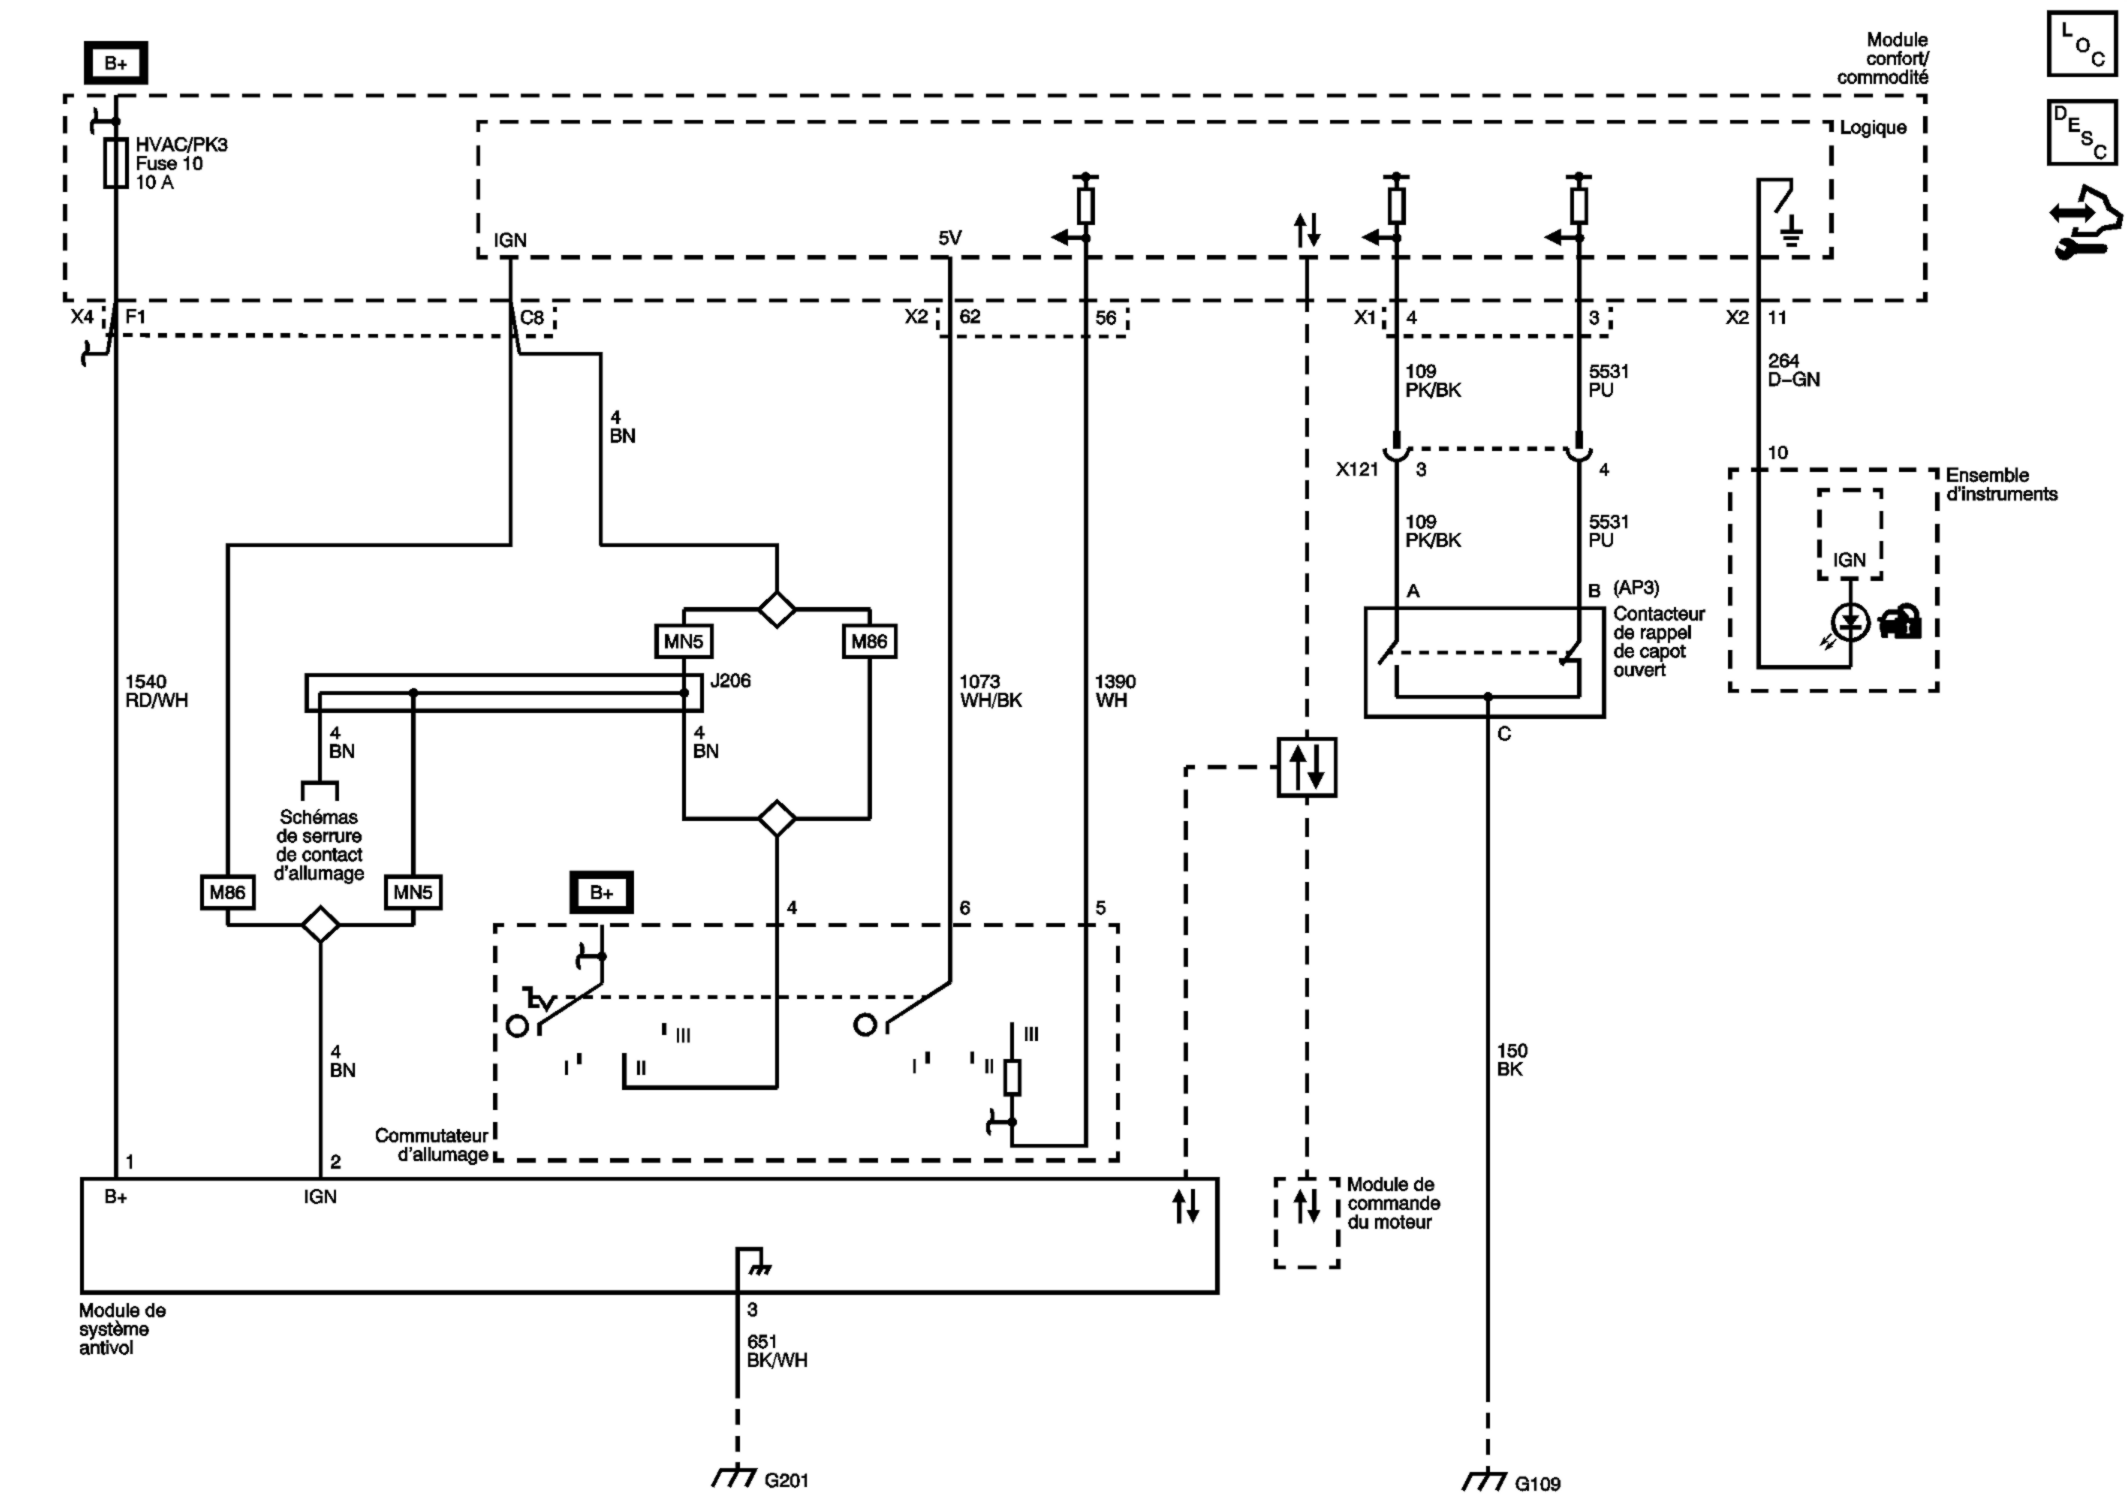 B+
Module
confort/
commodité
L
O
C
D
E
S
C
HVAC/PK3
Fuse 10
10 A
Logique
IGN
5V
X4
F1
C8
X2
62
56
X1
4
3
X2
11
4
BN
109
PK/BK
5531
PU
264
D-GN
X121
3
4
10
Ensemble
d'instruments
109
PK/BK
5531
PU
IGN
A
B
(AP3)
Contacteur
de rappel
de capot
ouvert
MN5
M86
1540
RD/WH
J206
1073
WH/BK
1390
WH
4
BN
4
BN
C
Schémas
de serrure
de contact
d'allumage
M86
MN5
B+
4
6
5
III
III
I
II
I
II
4
BN
150
BK
Commutateur
d'allumage
1
2
B+
IGN
Module de
commande
du moteur
Module de
système
antivol
3
651
BK/WH
G201
G109